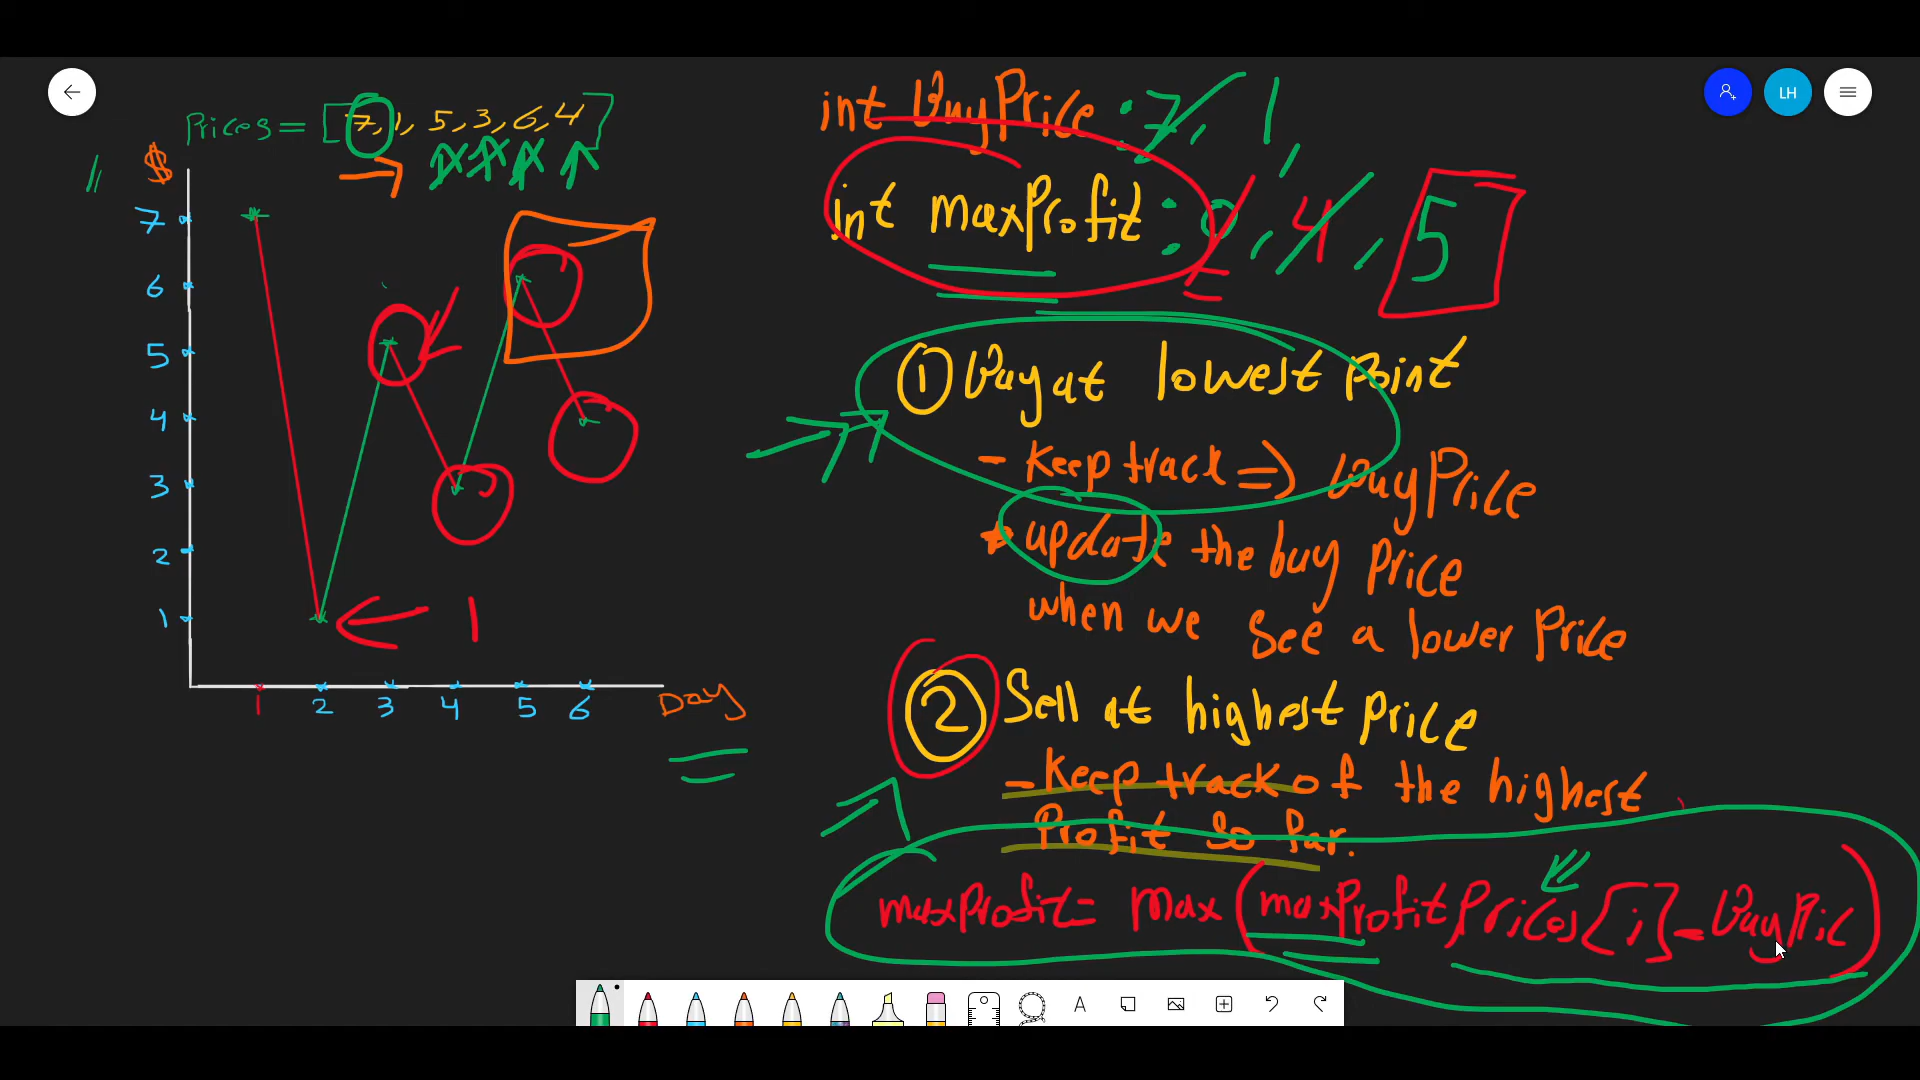 Prices = [7, 1, 5, 3, 6, 4]
$
7
6
5
4
3
2
1
1
1 2 3 4 5 6 Day
int BuyPrice : 7, 1,
int maxProfit : 0, 4, 5
LH
① Buy at lowest Point
- Keep track => buyPrice
update the buy Price
when we see a lower Price
② Sell at highest Price
- Keep track of the highest
Profit so far.
maxProfit = max (maxProfit, Prices[i] - BuyPric)
A